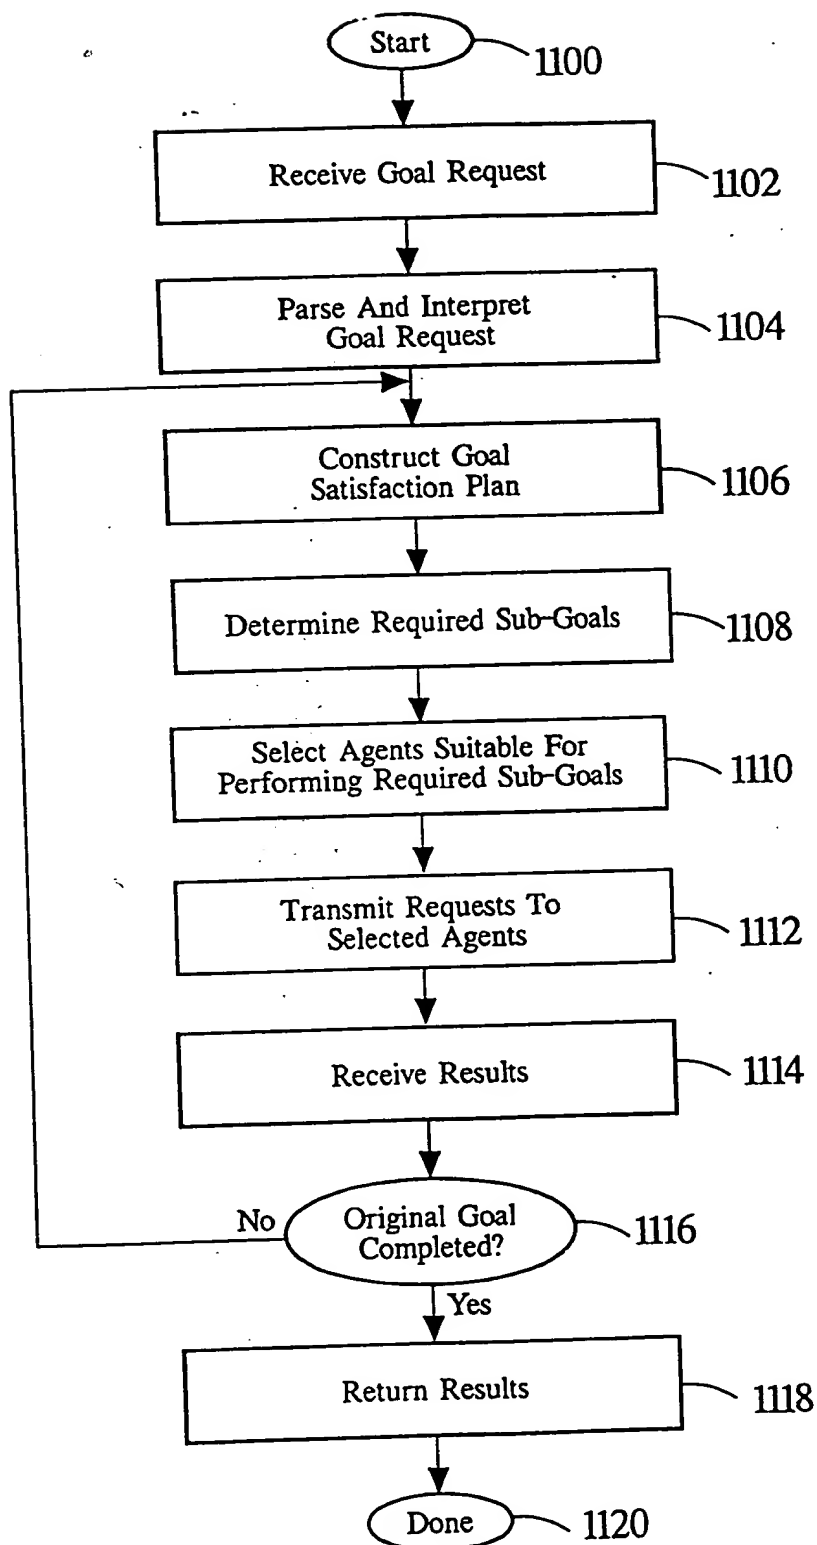 Start
1100
Receive Goal Request
1102
Parse And Interpret
Goal Request
1104
Construct Goal
Satisfaction Plan
1106
Determine Required Sub-Goals
1108
Select Agents Suitable For
Performing Required Sub-Goals
1110
Transmit Requests To
Selected Agents
1112
Receive Results
1114
No
Original Goal
Completed?
1116
Yes
Return Results
1118
Done
1120